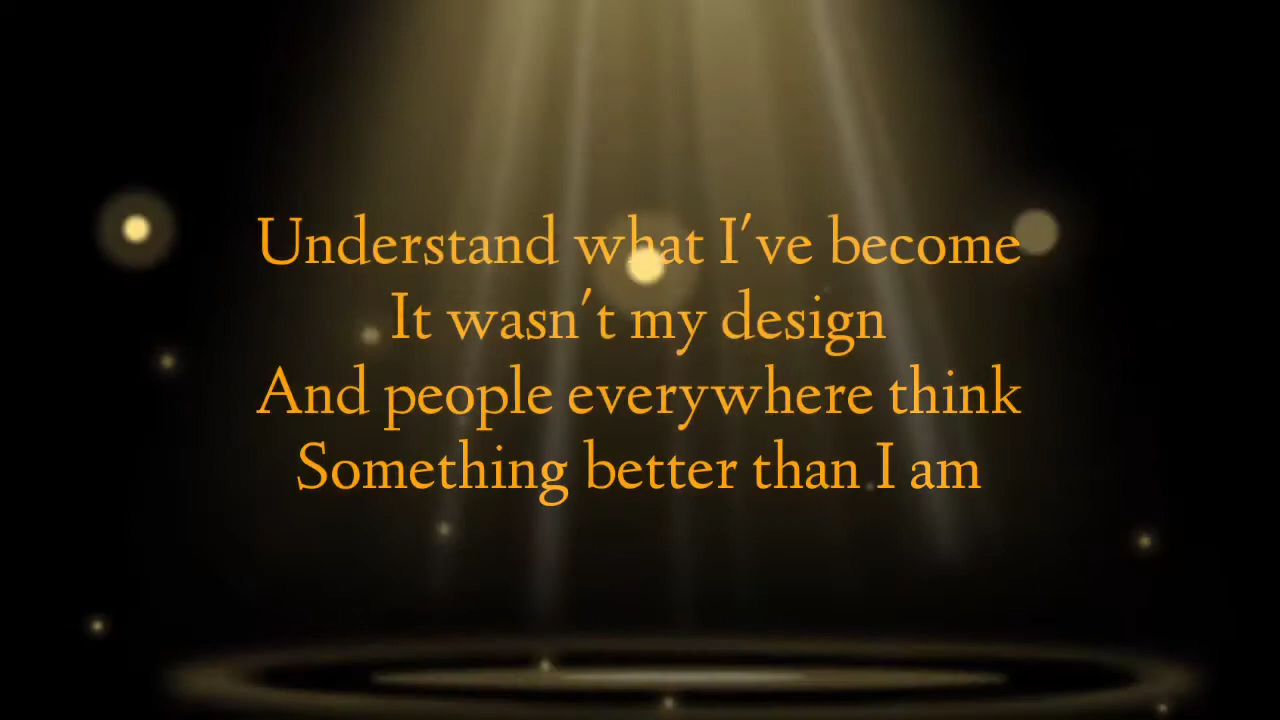 Understand what I've become
It wasn't my design
And people everywhere think
Something better than I am